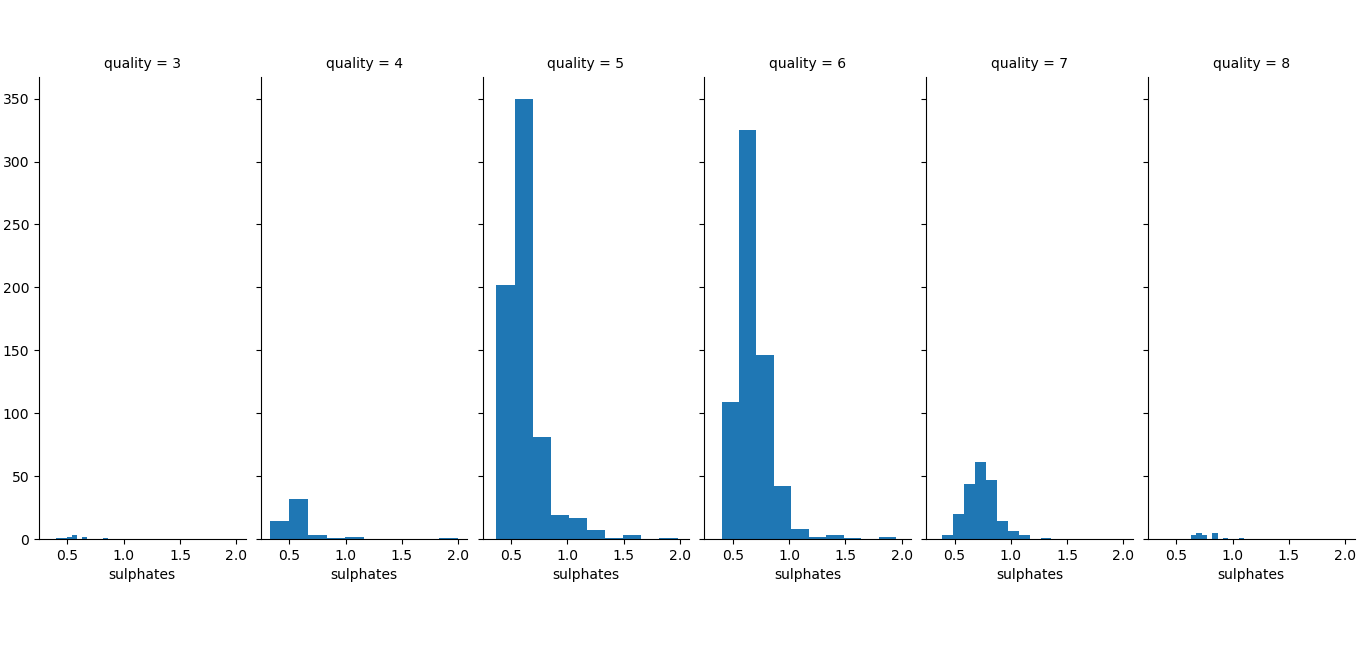 quality = 3
quality = 4
quality = 5
quality = 6
quality = 7
quality = 8
350
300
250
200
150
100
50
0
0.5 1.0 1.5 2.0
0.5 1.0 1.5 2.0
0.5 1.0 1.5 2.0
0.5 1.0 1.5 2.0
0.5 1.0 1.5 2.0
0.5 1.0 1.5 2.0
sulphates
sulphates
sulphates
sulphates
sulphates
sulphates